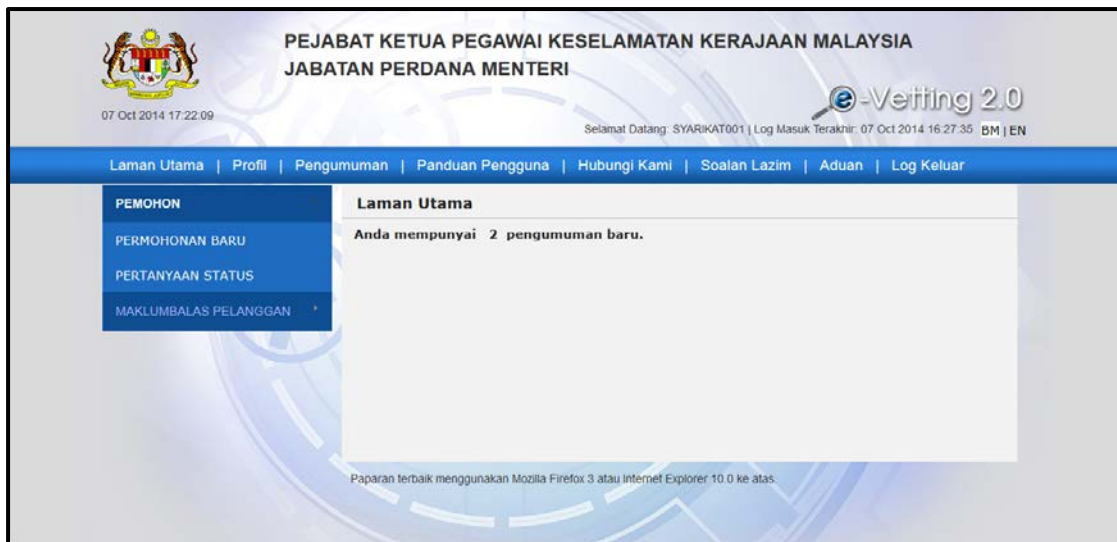 PEJABAT KETUA PEGAWAI KESELAMATAN KERAJAAN MALAYSIA
JABATAN PERDANA MENTERI
e-Vetting 2.0
07 Oct 2014 17:22:09
Selamat Datang: SYARIKAT001 | Log Masuk Terakhir: 07 Oct 2014 16:27:35 BM | EN
Laman Utama | Profil | Pengumuman | Panduan Pengguna | Hubungi Kami | Soalan Lazim | Aduan | Log Keluar
PEMOHON
PERMOHONAN BARU
PERTANYAAN STATUS
MAKLUMBALAS PELANGGAN
Laman Utama
Anda mempunyai 2 pengumuman baru.
Paparan terbaik menggunakan Mozilla Firefox 3 atau Internet Explorer 10.0 ke atas.